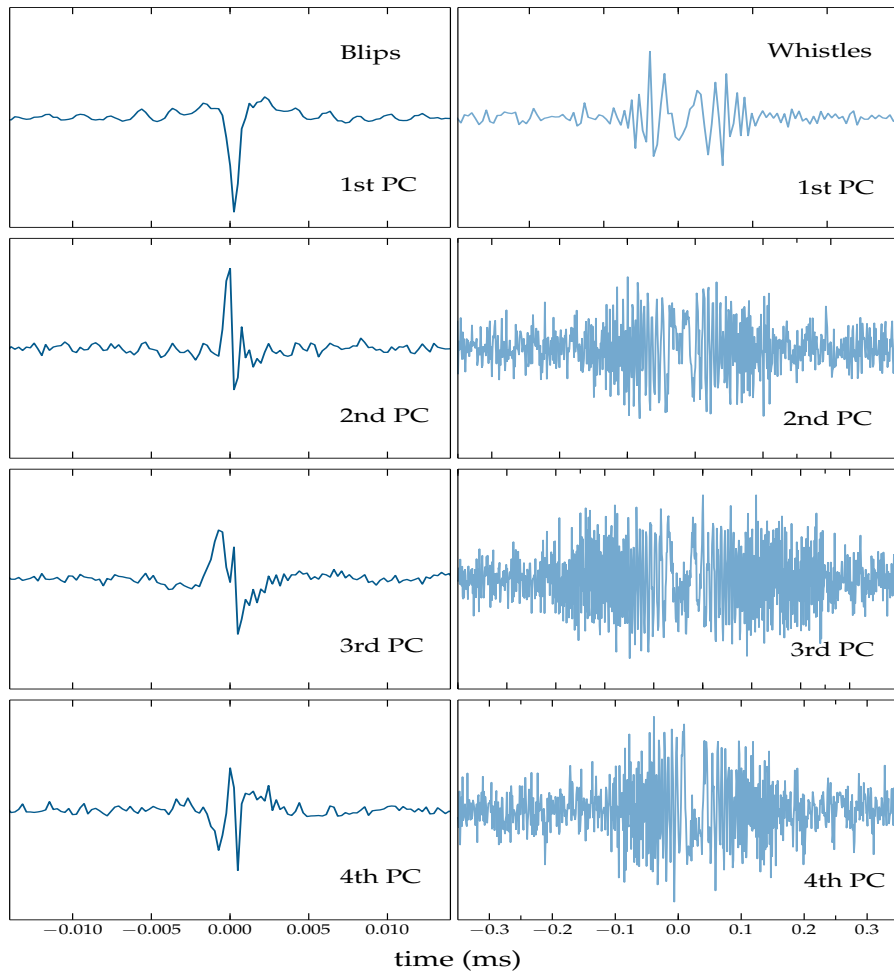 Blips
Whistles
1st PC
1st PC
2nd PC
2nd PC
3rd PC
3rd PC
4th PC
4th PC
−0.010 −0.005 0.000 0.005 0.010
−0.3 −0.2 −0.1 0.0 0.1 0.2 0.3
time (ms)